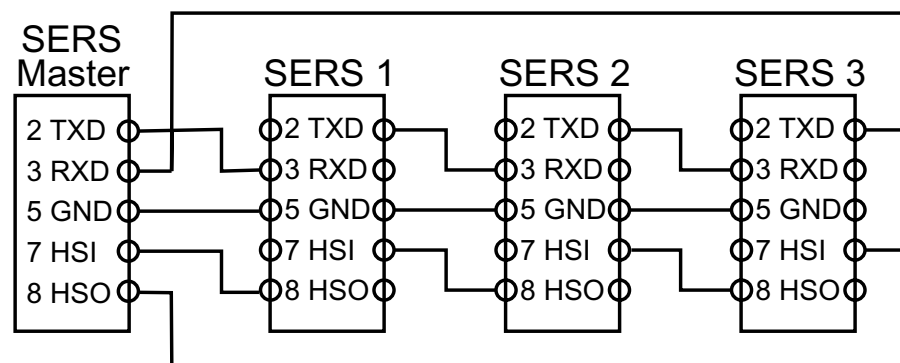 SERS
Master
2 TXD
3 RXD
5 GND
7 HSI
8 HSO
SERS 1
2 TXD
3 RXD
5 GND
7 HSI
8 HSO
SERS 2
2 TXD
3 RXD
5 GND
7 HSI
8 HSO
SERS 3
2 TXD
3 RXD
5 GND
7 HSI
8 HSO